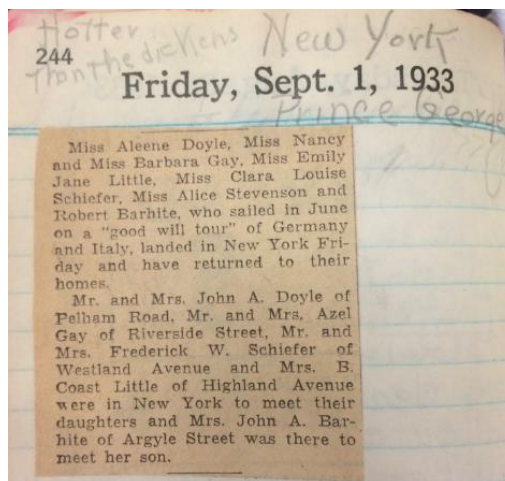 Hotter
than the dickens
New York
244
Friday, Sept. 1, 1933
Prince George
Miss Aleene Doyle, Miss Nancy
and Miss Barbara Gay, Miss Emily
Jane Little, Miss Clara Louise
Schiefer, Miss Alice Stevenson and
Robert Barhite, who sailed in June
on a "good will tour" of Germany
and Italy, landed in New York Fri-
day and have returned to their
homes.
Mr. and Mrs. John A. Doyle of
Pelham Road, Mr. and Mrs. Azel
Gay of Riverside Street, Mr. and
Mrs. Frederick W. Schiefer of
Westland Avenue and Mrs. B.
Coast Little of Highland Avenue
were in New York to meet their
daughters and Mrs. John A. Bar-
hite of Argyle Street was there to
meet her son.